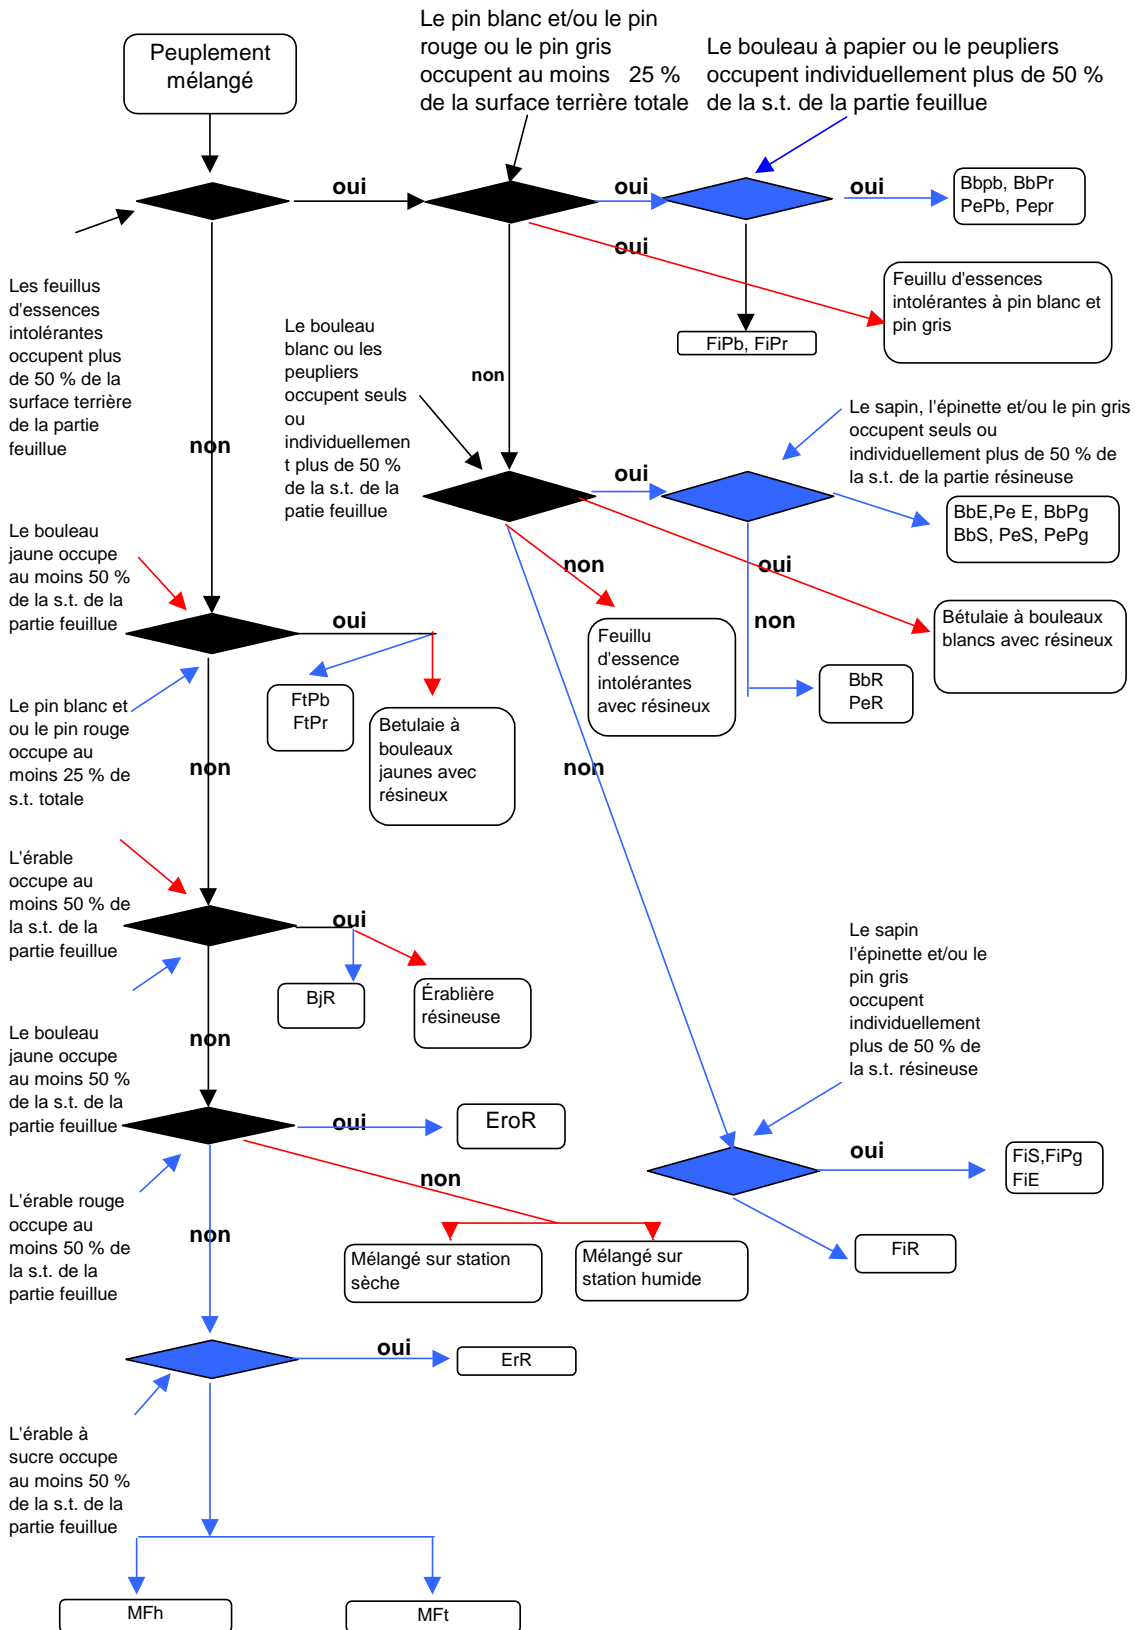 Peuplement
mélangé
Le pin blanc et/ou le pin
rouge ou le pin gris
occupent au moins 25 %
de la surface terrière totale
Le bouleau à papier ou le peupliers
occupent individuellement plus de 50 %
de la s.t. de la partie feuillue
oui
oui
oui
Bbpb, BbPr
PePb, Pepr
oui
Les feuillus
d'essences
intolérantes
occupent plus
de 50 % de la
surface terrière
de la partie
feuillue
Feuillu d'essences
intolérantes à pin blanc et
pin gris
FiPb, FiPr
Le bouleau
blanc ou les
peupliers
occupent seuls
ou
individuellemen
t plus de 50 %
de la s.t. de la
patie feuillue
non
non
Le sapin, l'épinette et/ou le pin gris
occupent seuls ou
individuellement plus de 50 % de
la s.t. de la partie résineuse
oui
BbE,Pe E, BbPg
BbS, PeS, PePg
Le bouleau
jaune occupe
au moins 50 %
de la s.t. de la
partie feuillue
non
oui
non
oui
Feuillu
d'essence
intolérantes
avec résineux
Bétulaie à bouleaux
blancs avec résineux
BbR
PeR
Le pin blanc et
ou le pin rouge
occupe au
moins 25 % de
s.t. totale
FtPb
FtPr
Betulaie à
bouleaux
jaunes avec
résineux
non
non
L'érable
occupe au
moins 50 % de
la s.t. de la
partie feuillue
oui
BjR
Érablière
résineuse
Le sapin
l'épinette et/ou le
pin gris
occupent
individuellement
plus de 50 % de
la s.t. résineuse
Le bouleau
jaune occupe
au moins 50 %
de la s.t. de la
partie feuillue
non
oui
EroR
oui
FiS,FiPg
FiE
non
L'érable rouge
occupe au
moins 50 % de
la s.t. de la
partie feuillue
non
Mélangé sur station
sèche
Mélangé sur
station humide
FiR
oui
ErR
L'érable à
sucre occupe
au moins 50 %
de la s.t. de la
partie feuillue
MFh
MFt